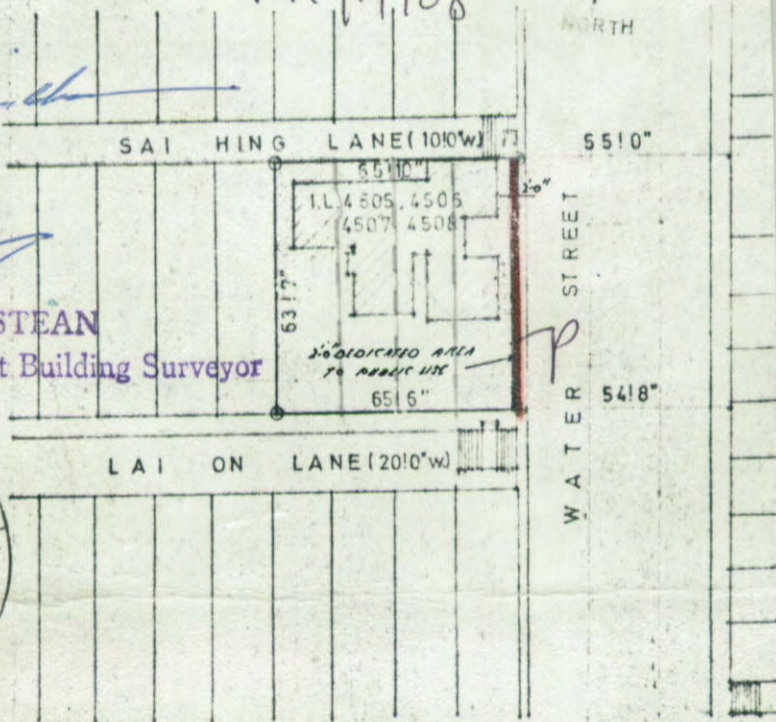 NORTH
SAI HING LANE (10'0"W)
55'0"
65'10"
2'0"
I.L. 4505, 4506
4507, 4508
63'7"
STREET
STEAN
t Building Surveyor
2'0" DEDICATED AREA
TO PUBLIC USE
65'6"
WATER
54'8"
LAI ON LANE (20'0"W)